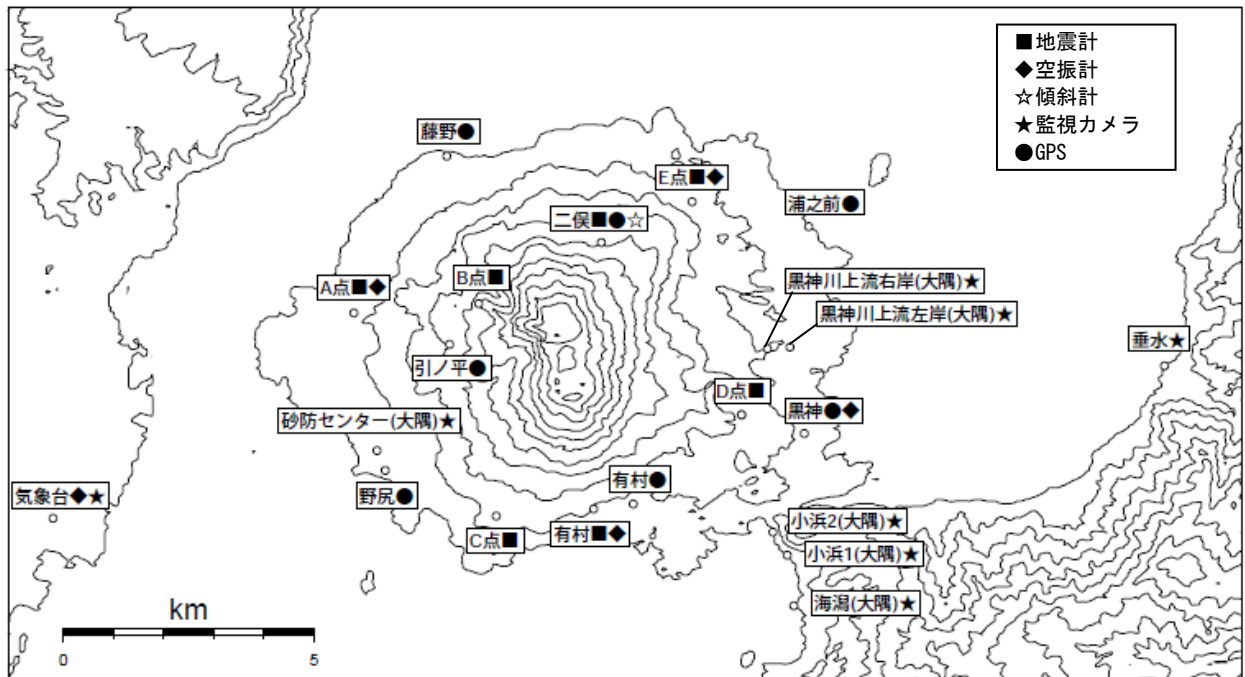 ■地震計
◆空振計
☆傾斜計
★監視カメラ
●GPS
藤野●
E点■◆
浦之前●
二俣■●☆
B点■
A点■◆
黒神川上流右岸(大隅)★
黒神川上流左岸(大隅)★
垂水★
引ノ平●
D点■
黒神●◆
砂防センター(大隅)★
有村●
気象台◆★
野尻●
小浜2(大隅)★
C点■
有村■◆
小浜1(大隅)★
海潟(大隅)★
km
0 5